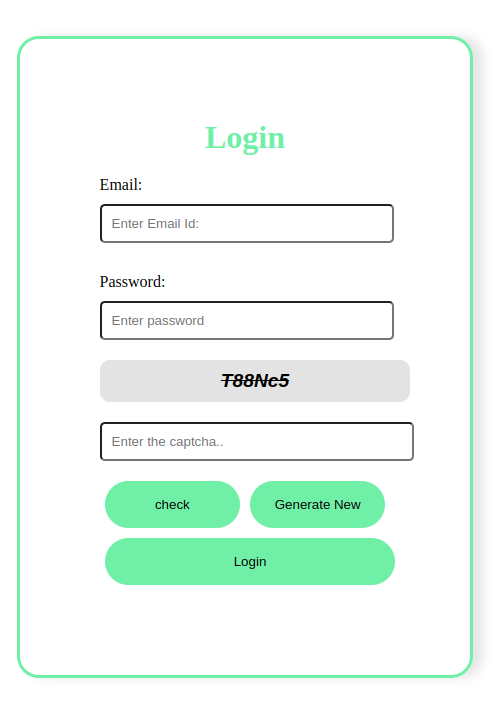 Login
Email:
Enter Email Id:
Password:
Enter password
T88Nc5
Enter the captcha..
check Generate New
Login